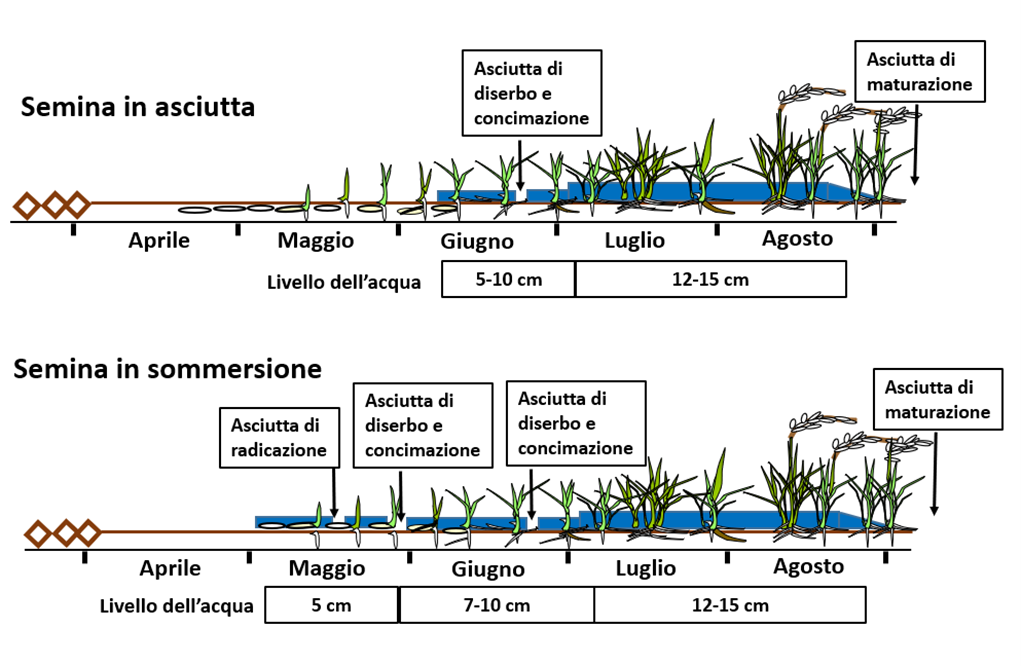 Semina in asciutta
Asciutta di
diserbo e
concimazione
Asciutta di
maturazione
Aprile
Maggio
Giugno
Luglio
Agosto
Livello dell'acqua
5-10 cm
12-15 cm
Semina in sommersione
Asciutta di
radicazione
Asciutta di
diserbo e
concimazione
Asciutta di
diserbo e
concimazione
Asciutta di
maturazione
Aprile
Maggio
Giugno
Luglio
Agosto
Livello dell'acqua
5 cm
7-10 cm
12-15 cm